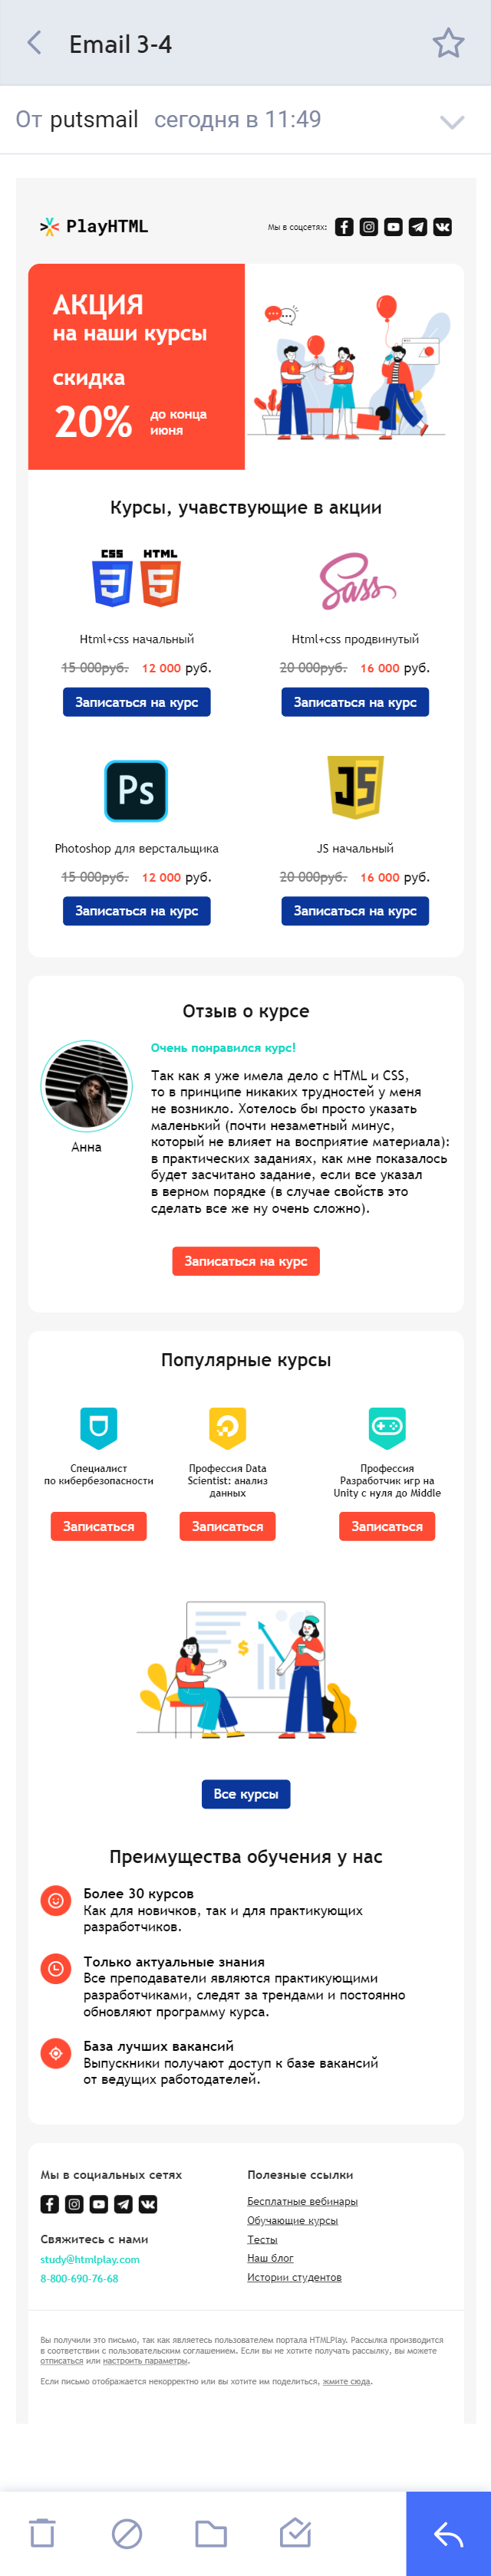 Email 3-4
От putsmail сегодня в 11:49
PlayHTML
Мы в соцсетях:
АКЦИЯ
на наши курсы
скидка
20% до конца
июня
Курсы, учавствующие в акции
CSS HTML
Sass
Html+css начальный
Html+css продвинутый
15 000руб. 12 000 руб.
20 000руб. 16 000 руб.
Записаться на курс
Записаться на курс
Ps
JS
Photoshop для верстальщика
JS начальный
15 000руб. 12 000 руб.
20 000руб. 16 000 руб.
Записаться на курс
Записаться на курс
Отзыв о курсе
Анна
Очень понравился курс!
Так как я уже имела дело с HTML и CSS,
то в принципе никаких трудностей у меня
не возникло. Хотелось бы просто указать
маленький (почти незаметный минус,
который не влияет на восприятие материала):
в практических заданиях, как мне показалось
будет засчитано задание, если все указал
в верном порядке (в случае свойств это
сделать все же ну очень сложно).
Записаться на курс
Популярные курсы
Специалист
по кибербезопасности
Профессия Data
Scientist: анализ
данных
Профессия
Разработчик игр на
Unity с нуля до Middle
Записаться
Записаться
Записаться
$
Все курсы
Преимущества обучения у нас
Более 30 курсов
Как для новичков, так и для практикующих
разработчиков.
Только актуальные знания
Все преподаватели являются практикующими
разработчиками, следят за трендами и постоянно
обновляют программу курса.
База лучших вакансий
Выпускники получают доступ к базе вакансий
от ведущих работодателей.
Мы в социальных сетях
Свяжитесь с нами
study@htmlplay.com
8-800-690-76-68
Полезные ссылки
Бесплатные вебинары
Обучающие курсы
Тесты
Наш блог
Истории студентов
Вы получили это письмо, так как являетесь пользователем портала HTMLPlay. Рассылка производится
в соответствии с пользовательским соглашением. Если вы не хотите получать рассылку, вы можете
отписаться или настроить параметры.
Если письмо отображается некорректно или вы хотите им поделиться, жмите сюда.